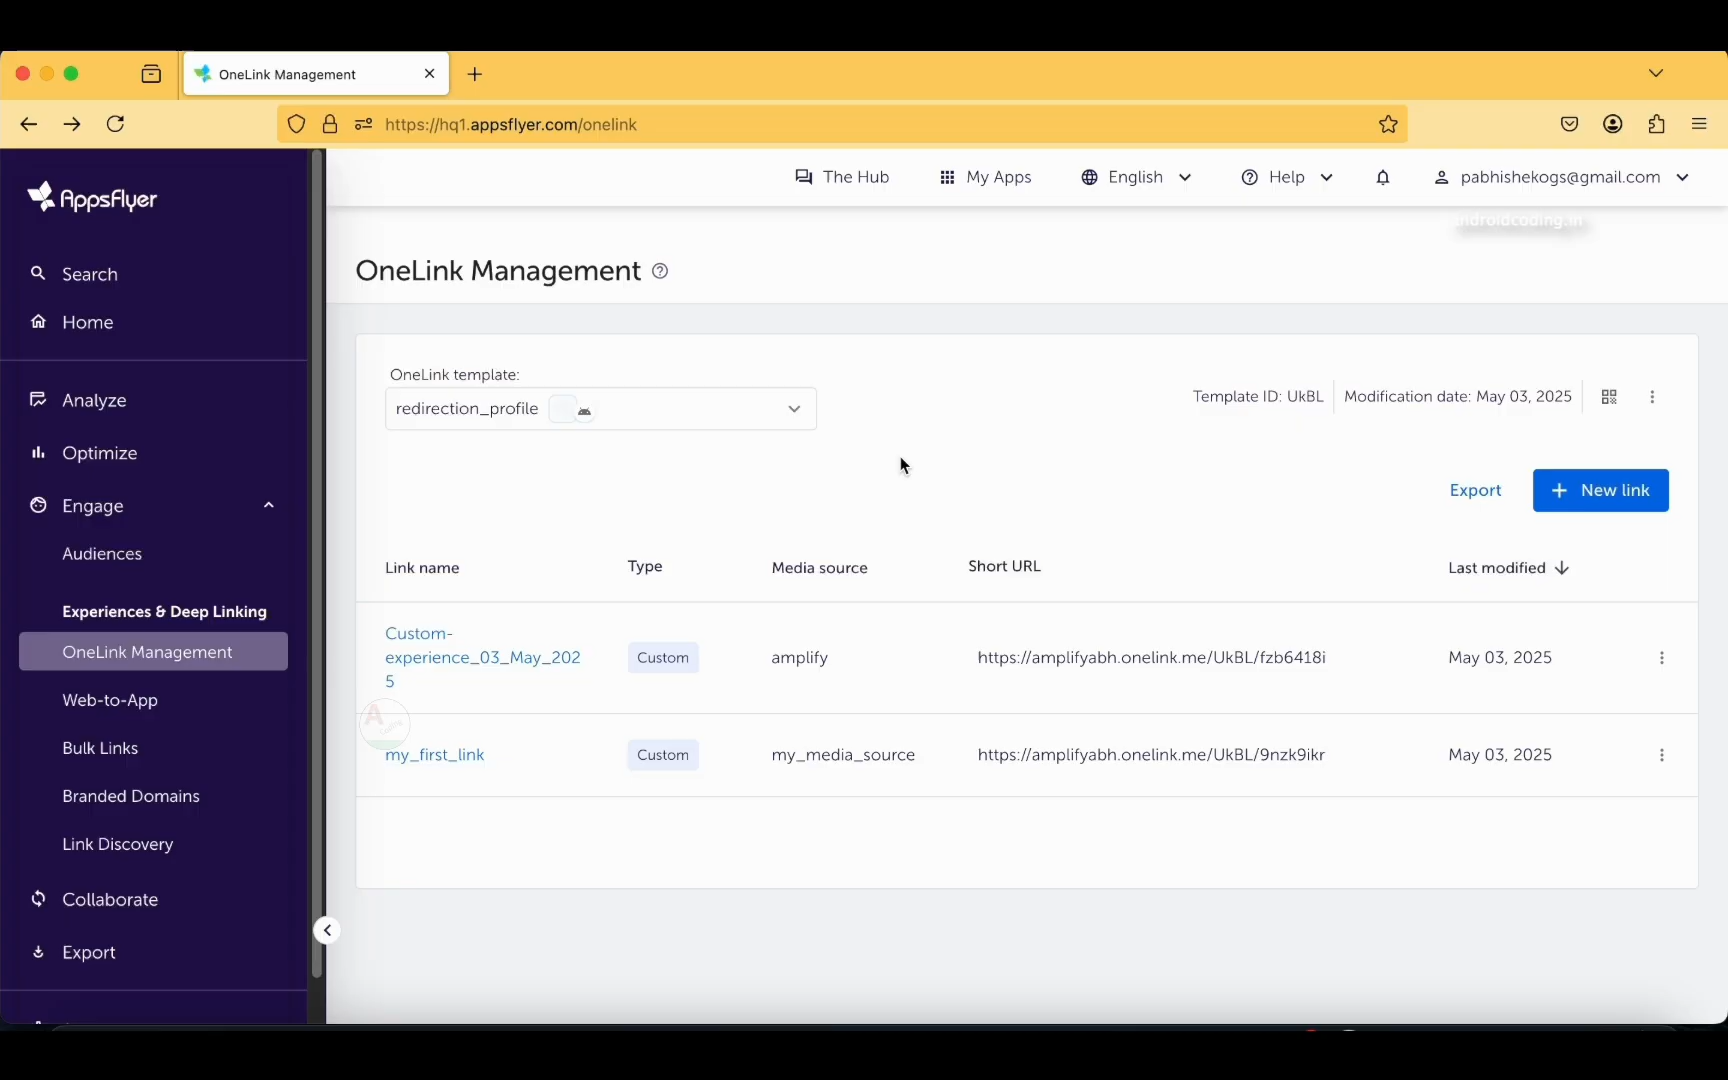 OneLink Management
https://hq1.appsflyer.com/onelink
AppsFlyer
The Hub
My Apps
English
Help
pabhishekogs@gmail.com
androidcoding.in
Search
Home
Analyze
Optimize
Engage
Audiences
Experiences & Deep Linking
OneLink Management
Web-to-App
Bulk Links
Branded Domains
Link Discovery
Collaborate
Export
OneLink Management
OneLink template:
redirection_profile
Template ID: UkBL
Modification date: May 03, 2025
Export
New link
Link name
Type
Media source
Short URL
Last modified
Custom-
experience_03_May_202
5
Custom
amplify
https://amplifyabh.onelink.me/UkBL/fzb6418i
May 03, 2025
my_first_link
Custom
my_media_source
https://amplifyabh.onelink.me/UkBL/9nzk9ikr
May 03, 2025